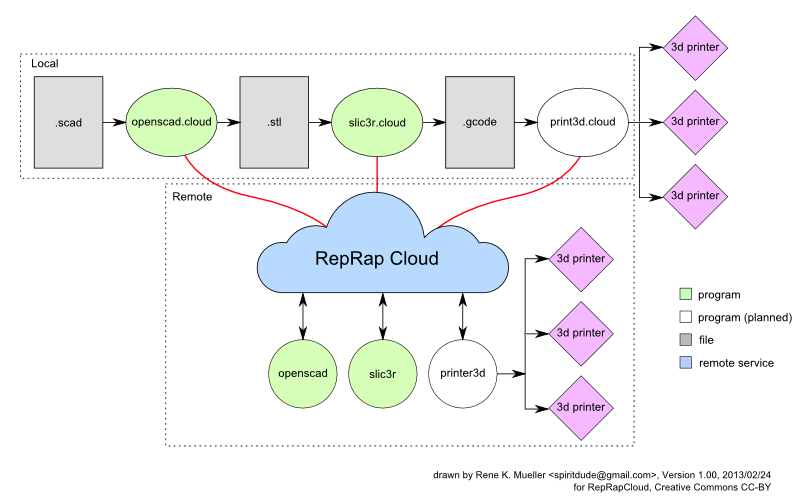 3d printer
Local
.scad
openscad.cloud
.stl
slic3r.cloud
.gcode
print3d.cloud
3d printer
3d printer
Remote
RepRap Cloud
3d printer
3d printer
3d printer
openscad
slic3r
printer3d
program
program (planned)
file
remote service
drawn by Rene K. Mueller <spiritdude@gmail.com>, Version 1.00, 2013/02/24
for RepRapCloud, Creative Commons CC-BY